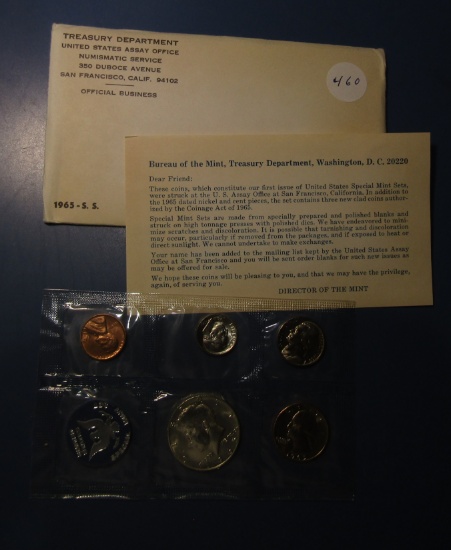 TREASURY DEPARTMENT
UNITED STATES ASSAY OFFICE
NUMISMATIC SERVICE
350 DUBOCE AVENUE
SAN FRANCISCO, CALIF. 94102
OFFICIAL BUSINESS
460
1965-S. S.
Bureau of the Mint, Treasury Department, Washington, D. C. 20220
Dear Friend:
These coins, which constitute our first issue of United States Special Mint Sets,
were struck at the U. S. Assay Office at San Francisco, California. In addition to
the 1965 dated nickel and cent pieces, the set contains three new clad coins author-
ized by the Coinage Act of 1965.
Special Mint Sets are made from specially prepared and polished blanks and
struck on high tonnage presses with polished dies. We have endeavored to mini-
mize scratches and discoloration. It is possible that tarnishing and discoloration
may occur, particularly if removed from the packages, and if exposed to heat or
direct sunlight. We cannot undertake to make exchanges.
Your name has been added to the mailing list kept by the United States Assay
Office at San Francisco and you will be sent order blanks for such new issues as
may be offered for sale.
We hope these coins will be pleasing to you, and that we may have the privilege,
again, of serving you.
DIRECTOR OF THE MINT